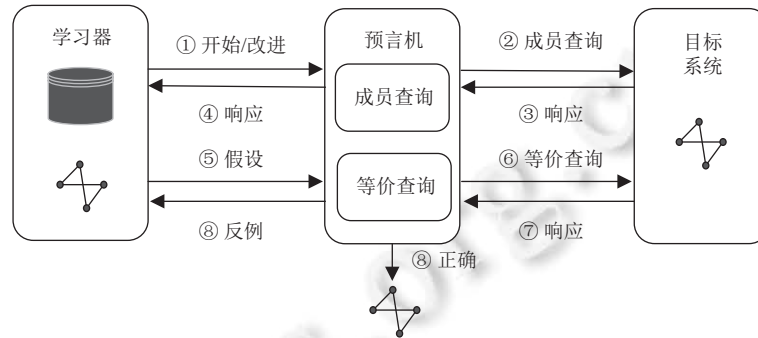 学习器
预言机
目标
系统
① 开始/改进
② 成员查询
成员查询
④ 响应
③ 响应
⑤ 假设
⑥ 等价查询
等价查询
⑧ 反例
⑦ 响应
⑧ 正确